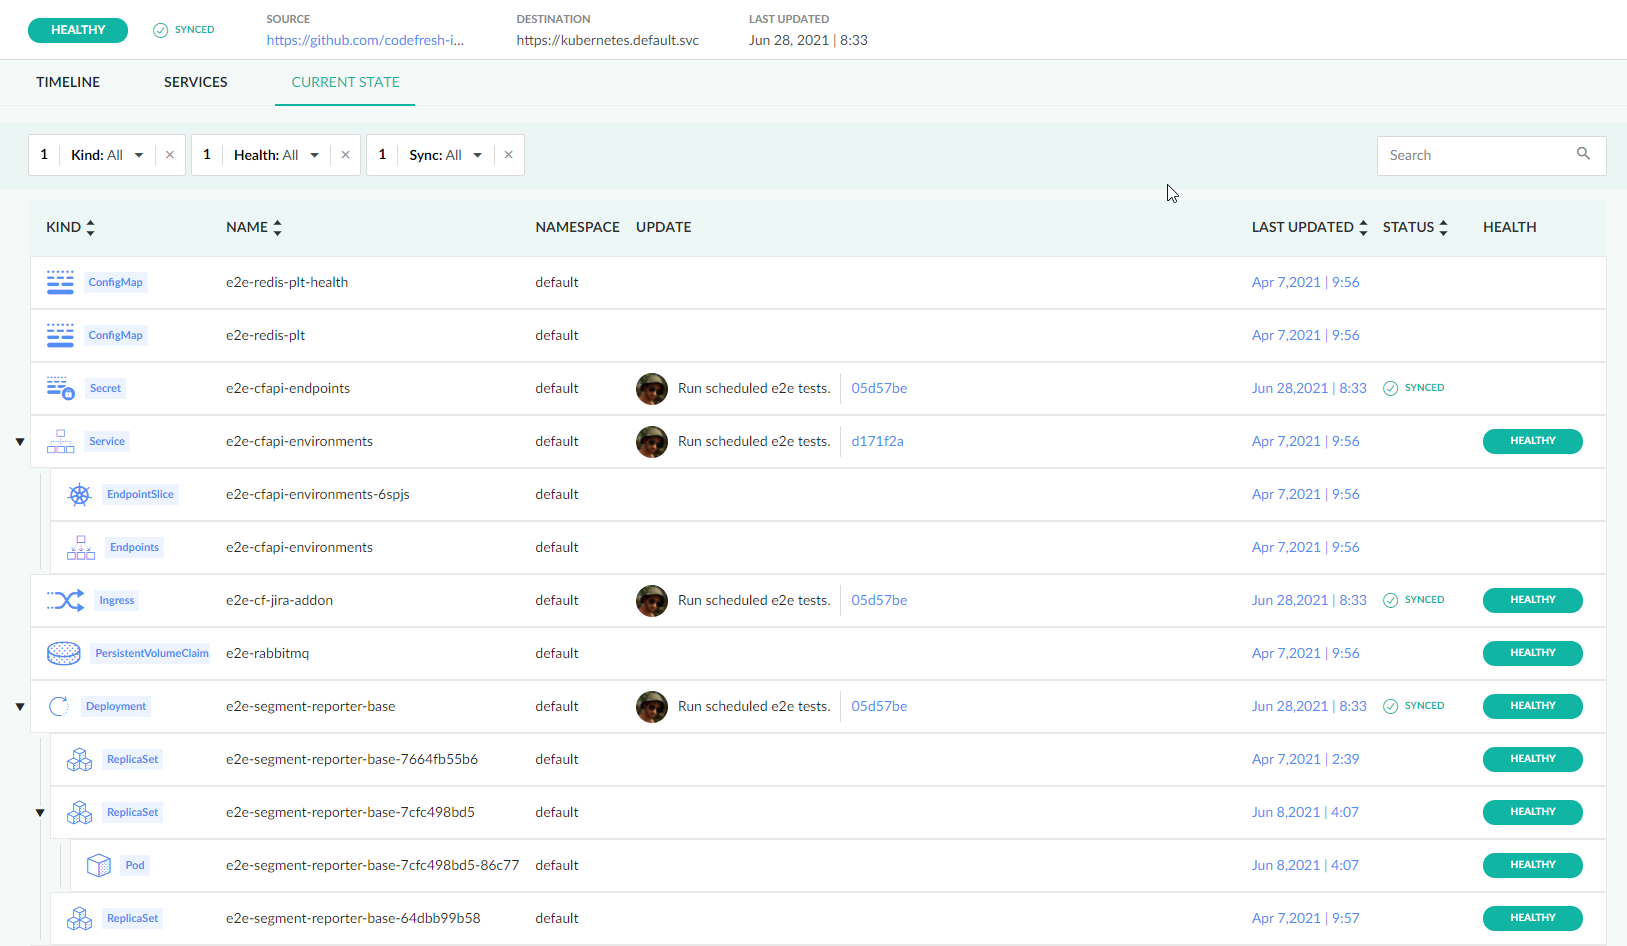 HEALTHY SYNCED SOURCE DESTINATION LAST UPDATED
https://github.com/codefresh-i... https://kubernetes.default.svc Jun 28, 2021 | 8:33
TIMELINE SERVICES CURRENT STATE
1 Kind: All × 1 Health: All × 1 Sync: All × Search
KIND NAME NAMESPACE UPDATE LAST UPDATED STATUS HEALTH
ConfigMap e2e-redis-plt-health default Apr 7,2021 | 9:56
ConfigMap e2e-redis-plt default Apr 7,2021 | 9:56
Secret e2e-cfapi-endpoints default Run scheduled e2e tests. 05d57be Jun 28,2021 | 8:33 SYNCED
Service e2e-cfapi-environments default Run scheduled e2e tests. d171f2a Apr 7,2021 | 9:56 HEALTHY
EndpointSlice e2e-cfapi-environments-6spjs default Apr 7,2021 | 9:56
Endpoints e2e-cfapi-environments default Apr 7,2021 | 9:56
Ingress e2e-cf-jira-addon default Run scheduled e2e tests. 05d57be Jun 28,2021 | 8:33 SYNCED HEALTHY
PersistentVolumeClaim e2e-rabbitmq default Apr 7,2021 | 9:56 HEALTHY
Deployment e2e-segment-reporter-base default Run scheduled e2e tests. 05d57be Jun 28,2021 | 8:33 SYNCED HEALTHY
ReplicaSet e2e-segment-reporter-base-7664fb55b6 default Apr 7,2021 | 2:39 HEALTHY
ReplicaSet e2e-segment-reporter-base-7cfc498bd5 default Jun 8,2021 | 4:07 HEALTHY
Pod e2e-segment-reporter-base-7cfc498bd5-86c77 default Jun 8,2021 | 4:07 HEALTHY
ReplicaSet e2e-segment-reporter-base-64dbb99b58 default Apr 7,2021 | 9:57 HEALTHY